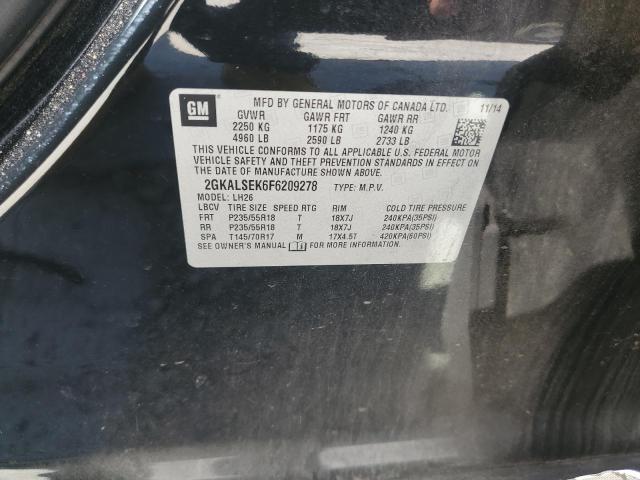 GM
MFD BY GENERAL MOTORS OF CANADA LTD. 11/14
GVWR GAWR FRT GAWR RR
2250 KG 1175 KG 1240 KG
4960 LB 2590 LB 2733 LB
THIS VEHICLE CONFORMS TO ALL APPLICABLE U.S. FEDERAL MOTOR
VEHICLE SAFETY AND THEFT PREVENTION STANDARDS IN EFFECT ON
THE DATE OF MANUFACTURE SHOWN ABOVE.
2GKALSEK6F6209278 TYPE: M.P.V.
MODEL: LH26
LBCV TIRE SIZE SPEED RTG RIM COLD TIRE PRESSURE
FRT P235/55R18 T 18X7J 240KPA(35PSI)
RR P235/55R18 T 18X7J 240KPA(35PSI)
SPA T145/70R17 M 17X4.5T 420KPA(60PSI)
SEE OWNER'S MANUAL FOR MORE INFORMATION.